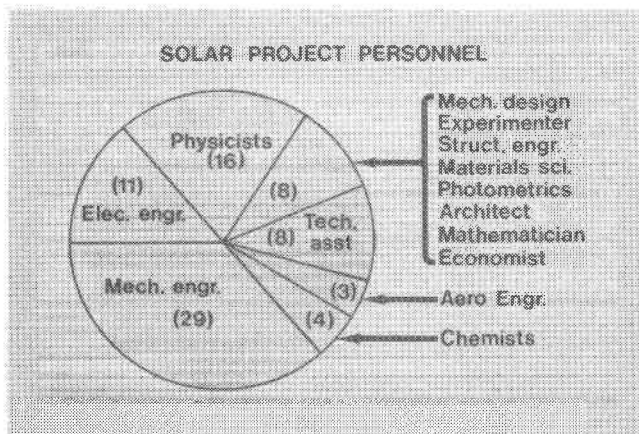 SOLAR PROJECT PERSONNEL
Physicists
(16)
(11)
Elec. engr.
(8)
(8)
Tech.
asst
Mech. engr.
(29)
(3)
(4)
Mech. design
Experimenter
Struct. engr.
Materials sci.
Photometrics
Architect
Mathematician
Economist
Aero Engr.
Chemists